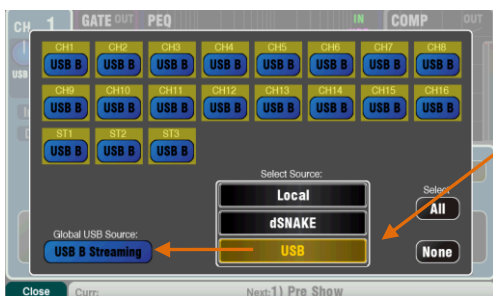 CH 1 GATE OUT PEQ IN COMP OUT
CH1 CH2 CH3 CH4 CH5 CH6 CH7 CH8
USB B USB B USB B USB B USB B USB B USB B USB B
CH9 CH10 CH11 CH12 CH13 CH14 CH15 CH16
USB B USB B USB B USB B USB B USB B USB B USB B
ST1 ST2 ST3
USB B USB B USB B
Select Source:
Local
Select
All
dSNAKE
Global USB Source:
USB B Streaming
USB
None
Close Curr: Next:1) Pre Show